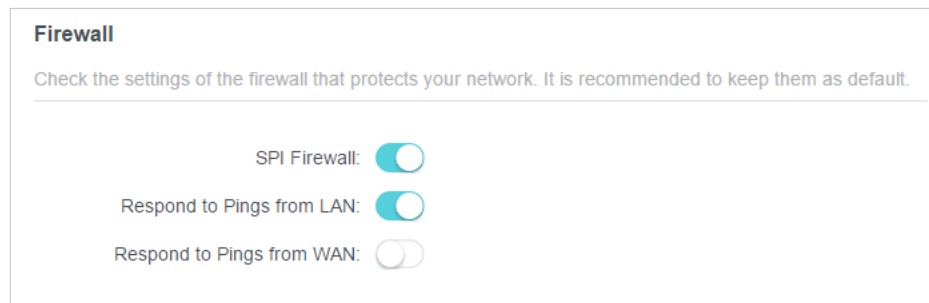 Firewall
Check the settings of the firewall that protects your network. It is recommended to keep them as default.
SPI Firewall:
Respond to Pings from LAN:
Respond to Pings from WAN: